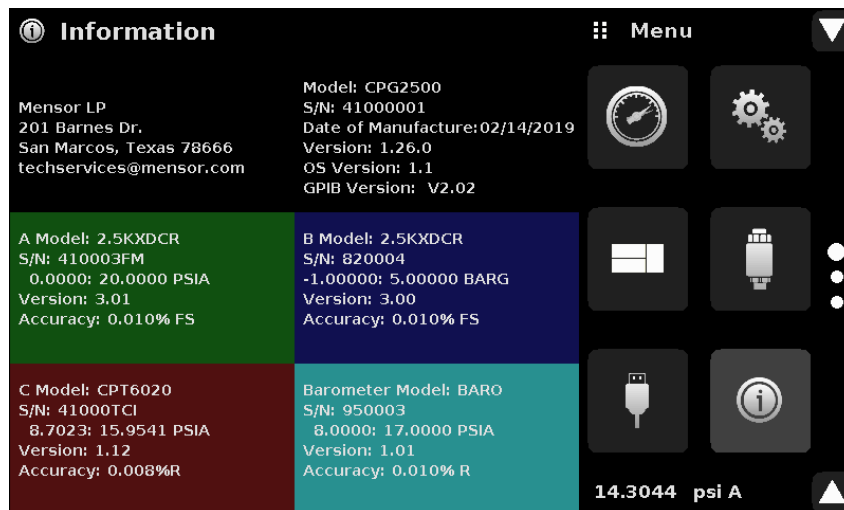 Information
Menu
Mensor LP
201 Barnes Dr.
San Marcos, Texas 78666
techservices@mensor.com
Model: CPG2500
S/N: 41000001
Date of Manufacture:02/14/2019
Version: 1.26.0
OS Version: 1.1
GPIB Version: V2.02
A Model: 2.5KXDCR
S/N: 410003FM
0.0000: 20.0000 PSIA
Version: 3.01
Accuracy: 0.010% FS
B Model: 2.5KXDCR
S/N: 820004
-1.00000: 5.00000 BARG
Version: 3.00
Accuracy: 0.010% FS
C Model: CPT6020
S/N: 41000TCI
8.7023: 15.9541 PSIA
Version: 1.12
Accuracy: 0.008%R
Barometer Model: BARO
S/N: 950003
8.0000: 17.0000 PSIA
Version: 1.01
Accuracy: 0.010% R
14.3044 psi A